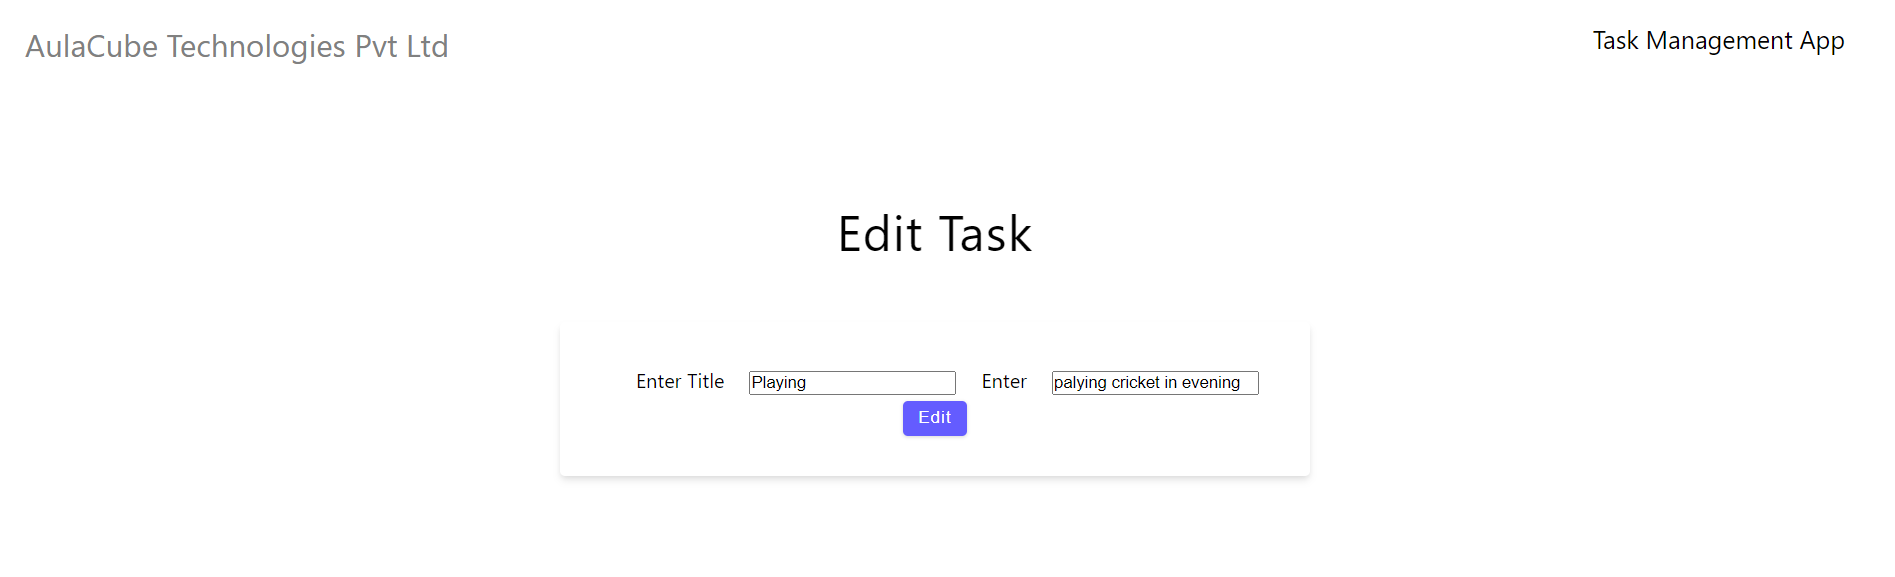 AulaCube Technologies Pvt Ltd
Task Management App
Edit Task
Enter Title Playing Enter palying cricket in evening
Edit